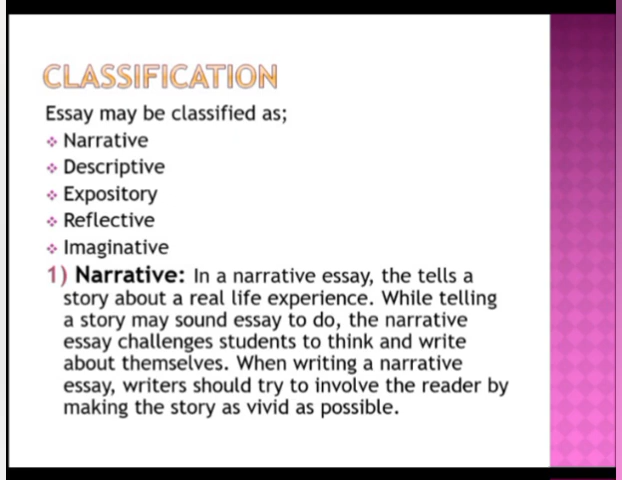 CLASSIFICATION
Essay may be classified as;
❖ Narrative
❖ Descriptive
❖ Expository
❖ Reflective
❖ Imaginative
1) Narrative: In a narrative essay, the tells a
story about a real life experience. While telling
a story may sound essay to do, the narrative
essay challenges students to think and write
about themselves. When writing a narrative
essay, writers should try to involve the reader by
making the story as vivid as possible.